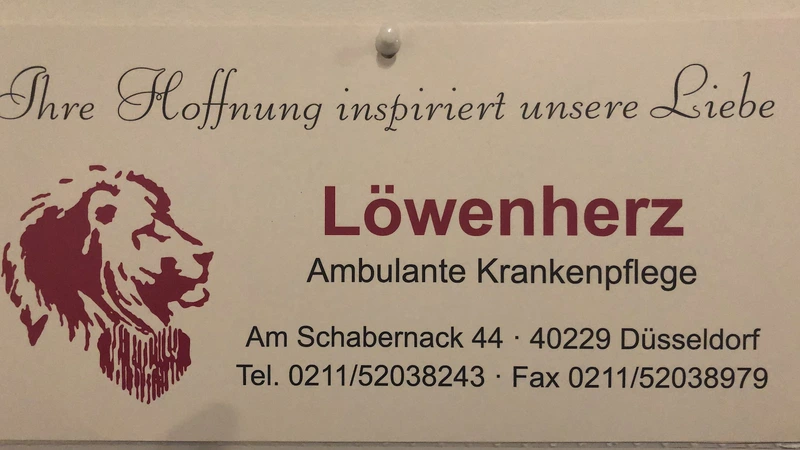 Ihre Hoffnung inspiriert unsere Liebe
Löwenherz
Ambulante Krankenpflege
Am Schabernack 44 · 40229 Düsseldorf
Tel. 0211/52038243 · Fax 0211/52038979